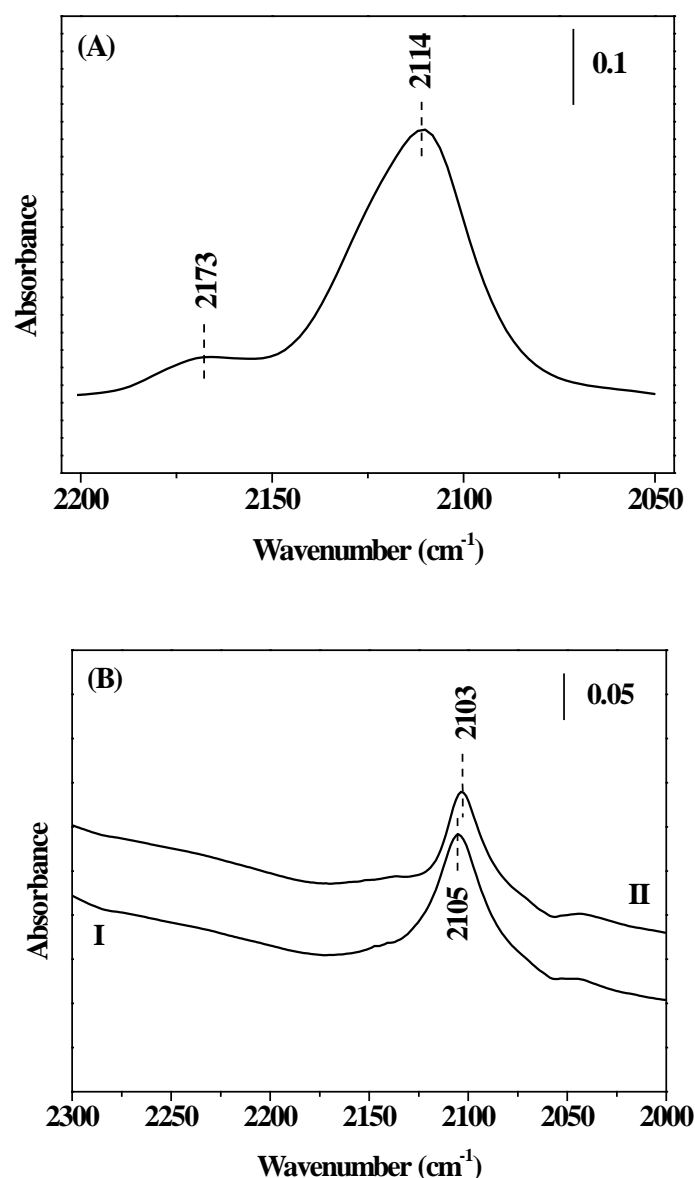 (A)
2114
0.1
2173
Absorbance
2200 2150 2100 2050
Wavenumber (cm-1)
(B)
2103
0.05
2105
I
II
Absorbance
2300 2250 2200 2150 2100 2050 2000
Wavenumber (cm-1)